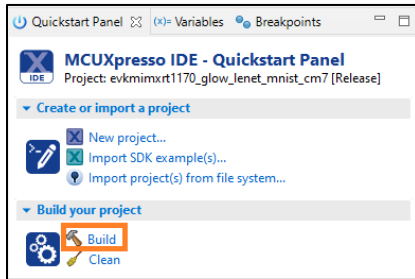 Quickstart Panel (x)= Variables Breakpoints
MCUXpresso IDE - Quickstart Panel
IDE Project: evkmimxrt1170_glow_lenet_mnist_cm7 [Release]
Create or import a project
New project...
Import SDK example(s)...
Import project(s) from file system...
Build your project
Build
Clean